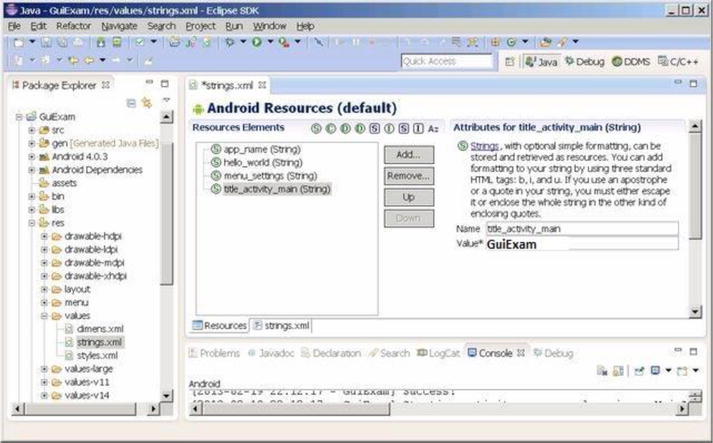 Java - GuiExam/res/values/strings.xml - Eclipse SDK
File Edit Refactor Navigate Search Project Run Window Help
Quick Access
Java Debug DDMS C/C++
Package Explorer
GuiExam
src
gen [Generated Java Files]
Android 4.0.3
Android Dependencies
assets
bin
libs
res
drawable-hdpi
drawable-ldpi
drawable-mdpi
drawable-xhdpi
layout
menu
values
dimens.xml
strings.xml
styles.xml
values-large
values-v11
values-v14
*strings.xml
Android Resources (default)
Resources Elements
S C D D S I S I Az
app_name (String)
hello_world (String)
menu_settings (String)
title_activity_main (String)
Add...
Remove...
Up
Down
Attributes for title_activity_main (String)
Strings, with optional simple formatting, can be
stored and retrieved as resources. You can add
formatting to your string by using three standard
HTML tags: b, i, and u. If you use an apostrophe
or a quote in your string, you must either escape
it or enclose the whole string in the other kind of
enclosing quotes.
Name title_activity_main
Value* GuiExam
Resources strings.xml
Problems Javadoc Declaration Search LogCat Console Debug
Android
[2013-02-19 22:12:17 - GuiExam] Success!